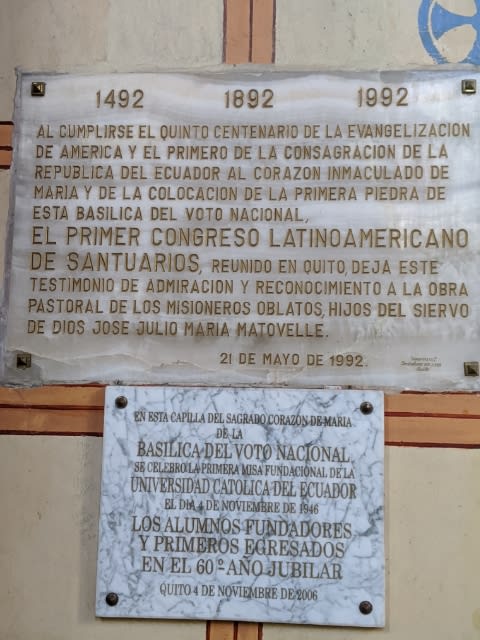 1492 1892 1992
AL CUMPLIRSE EL QUINTO CENTENARIO DE LA EVANGELIZACION
DE AMERICA Y EL PRIMERO DE LA CONSAGRACION DE LA
REPUBLICA DEL ECUADOR AL CORAZON INMACULADO DE
MARIA Y DE LA COLOCACION DE LA PRIMERA PIEDRA DE
ESTA BASILICA DEL VOTO NACIONAL,
EL PRIMER CONGRESO LATINOAMERICANO
DE SANTUARIOS, REUNIDO EN QUITO, DEJA ESTE
TESTIMONIO DE ADMIRACION Y RECONOCIMIENTO A LA OBRA
PASTORAL DE LOS MISIONEROS OBLATOS, HIJOS DEL SIERVO
DE DIOS JOSE JULIO MARIA MATOVELLE.
21 DE MAYO DE 1992.
EN ESTA CAPILLA DEL SAGRADO CORAZON DE MARIA
DE LA
BASILICA DEL VOTO NACIONAL,
SE CELEBRO LA PRIMERA MISA FUNDACIONAL DE LA
UNIVERSIDAD CATOLICA DEL ECUADOR
EL DIA 4 DE NOVIEMBRE DE 1946
LOS ALUMNOS FUNDADORES
Y PRIMEROS EGRESADOS
EN EL 60º AÑO JUBILAR
QUITO 4 DE NOVIEMBRE DE 2006